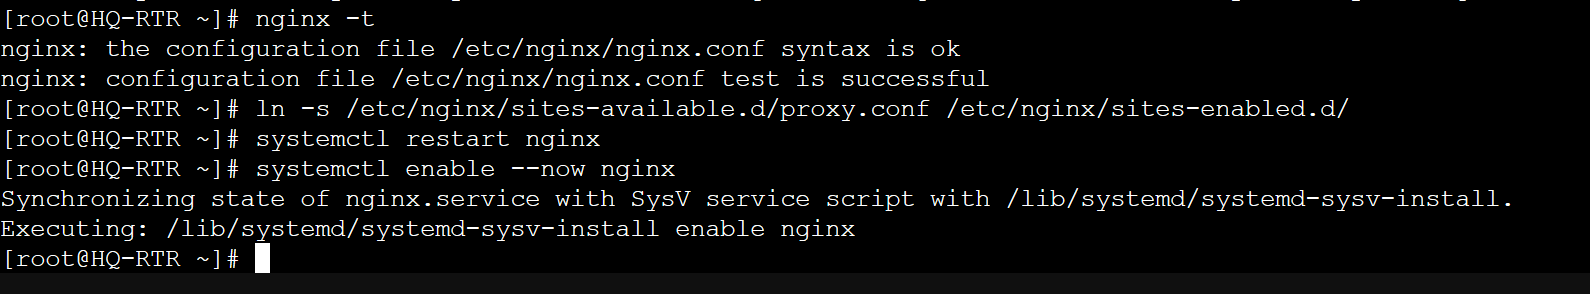 [root@HQ-RTR ~]# nginx -t
nginx: the configuration file /etc/nginx/nginx.conf syntax is ok
nginx: configuration file /etc/nginx/nginx.conf test is successful
[root@HQ-RTR ~]# ln -s /etc/nginx/sites-available.d/proxy.conf /etc/nginx/sites-enabled.d/
[root@HQ-RTR ~]# systemctl restart nginx
[root@HQ-RTR ~]# systemctl enable --now nginx
Synchronizing state of nginx.service with SysV service script with /lib/systemd/systemd-sysv-install.
Executing: /lib/systemd/systemd-sysv-install enable nginx
[root@HQ-RTR ~]#